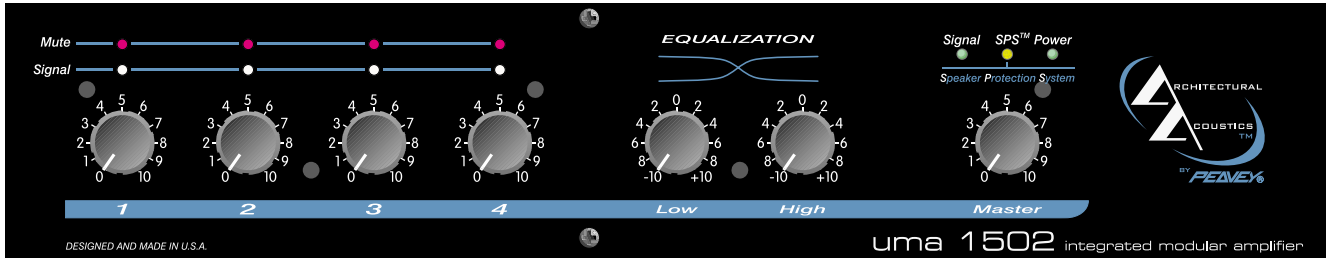 Mute
Signal
EQUALIZATION
Signal SPS™ Power
Speaker Protection System
ARCHITECTURAL
ACOUSTICS
TM
BY PEAVEY®
0 1 2 3 4 5 6 7 8 9 10
0 1 2 3 4 5 6 7 8 9 10
0 1 2 3 4 5 6 7 8 9 10
0 1 2 3 4 5 6 7 8 9 10
-10 8 6 4 2 0 2 4 6 8 +10
-10 8 6 4 2 0 2 4 6 8 +10
0 1 2 3 4 5 6 7 8 9 10
1 2 3 4 Low High Master
DESIGNED AND MADE IN U.S.A.
uma 1502 integrated modular amplifier